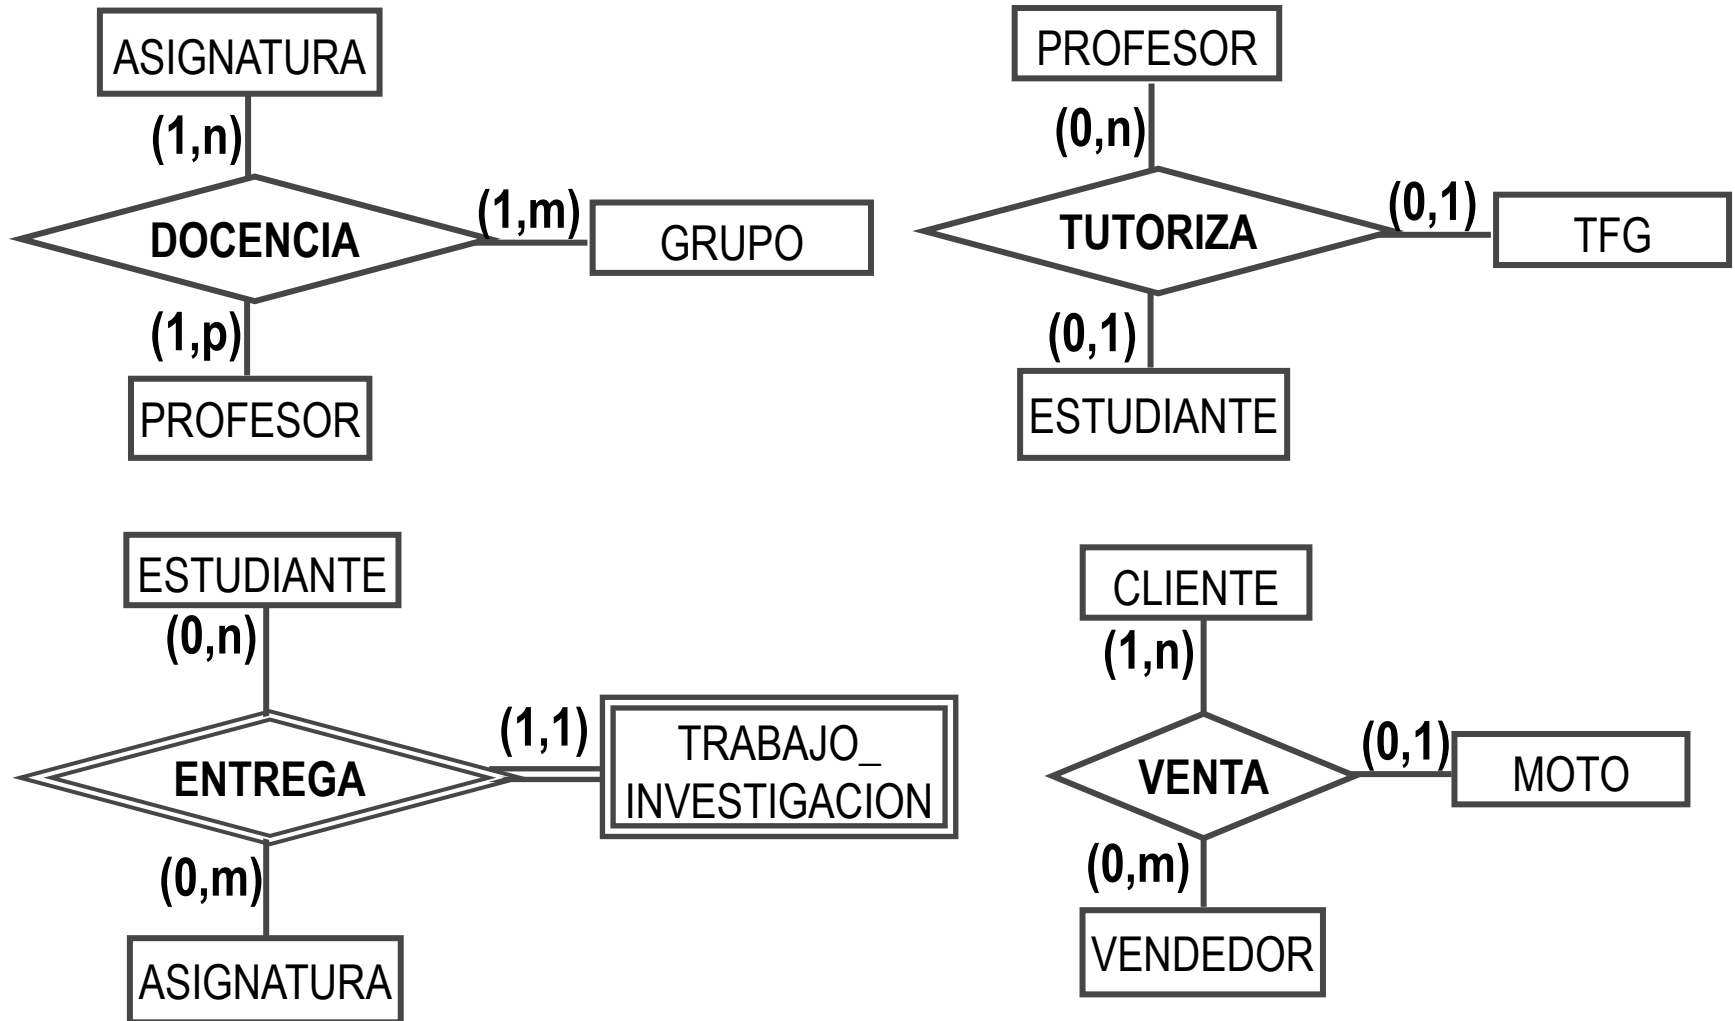 ASIGNATURA
(1,n)
DOCENCIA
(1,m)
GRUPO
(1,p)
PROFESOR
PROFESOR
(0,n)
TUTORIZA
(0,1)
TFG
(0,1)
ESTUDIANTE
ESTUDIANTE
(0,n)
ENTREGA
(1,1)
TRABAJO_
INVESTIGACION
(0,m)
ASIGNATURA
CLIENTE
(1,n)
VENTA
(0,1)
MOTO
(0,m)
VENDEDOR